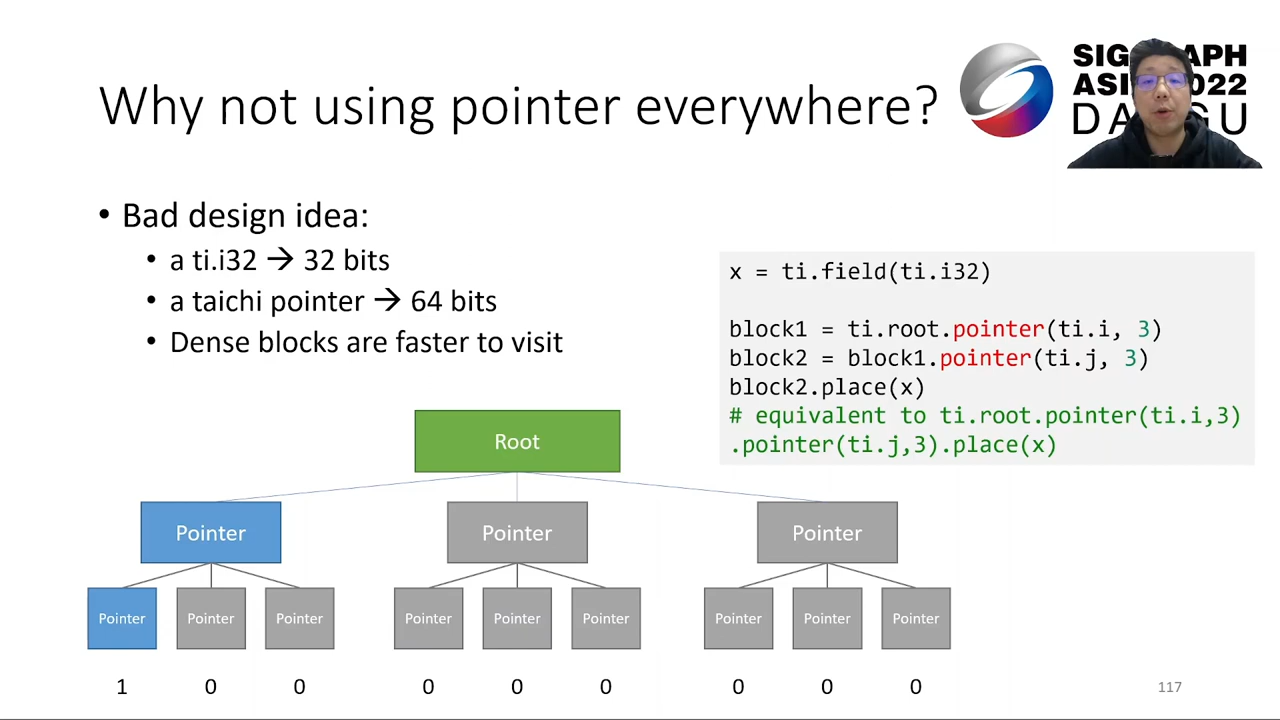 Why not using pointer everywhere?
• Bad design idea:
• a ti.i32 → 32 bits
• a taichi pointer → 64 bits
• Dense blocks are faster to visit
x = ti.field(ti.i32)
block1 = ti.root.pointer(ti.i, 3)
block2 = block1.pointer(ti.j, 3)
block2.place(x)
# equivalent to ti.root.pointer(ti.i,3)
.pointer(ti.j,3).place(x)
Root
Pointer Pointer Pointer
Pointer Pointer Pointer Pointer Pointer Pointer Pointer Pointer Pointer
1 0 0 0 0 0 0 0 0
117